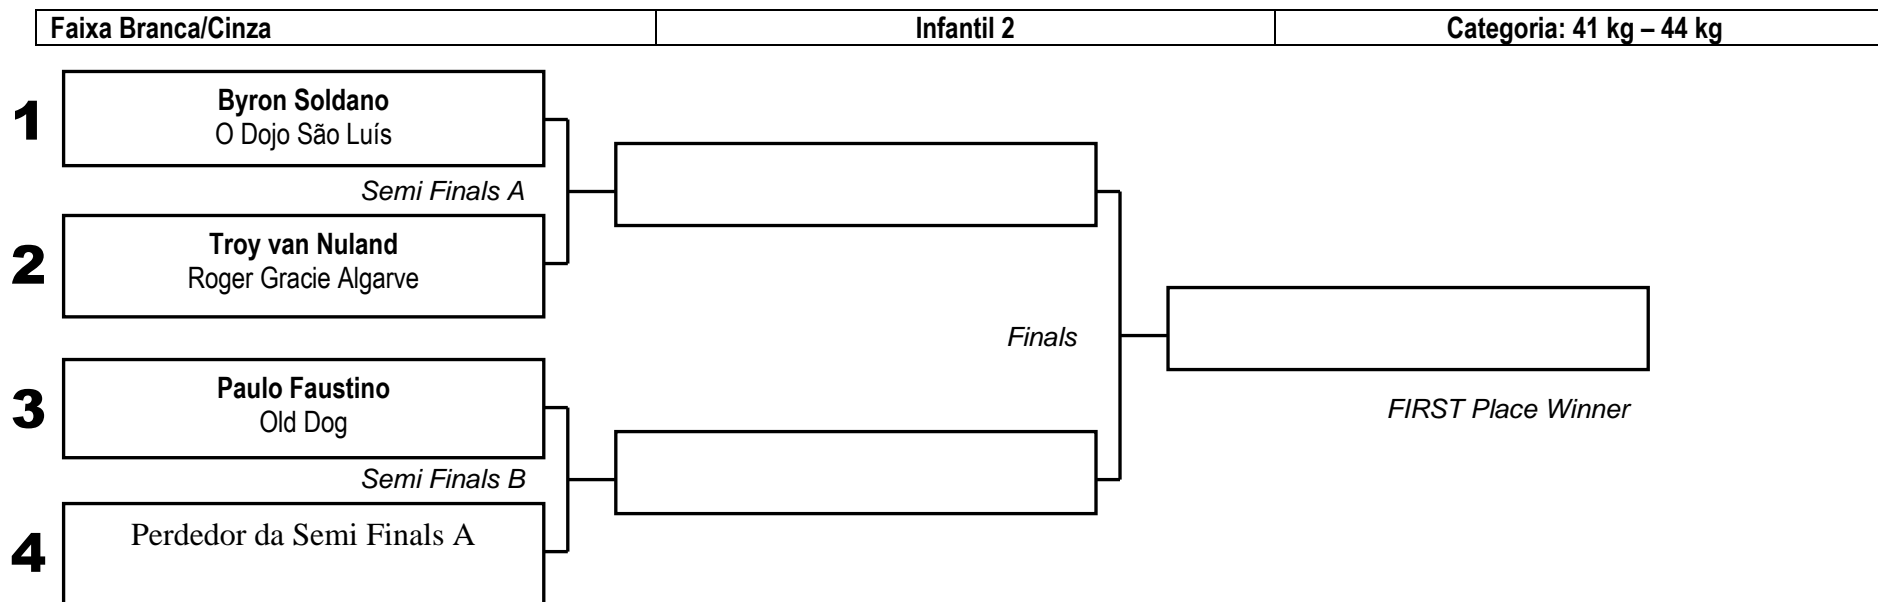 Faixa Branca/Cinza Infantil 2 Categoria: 41 kg – 44 kg
1
Byron Soldano
O Dojo São Luís
Semi Finals A
2
Troy van Nuland
Roger Gracie Algarve
Finals
3
Paulo Faustino
Old Dog
FIRST Place Winner
Semi Finals B
4
Perdedor da Semi Finals A